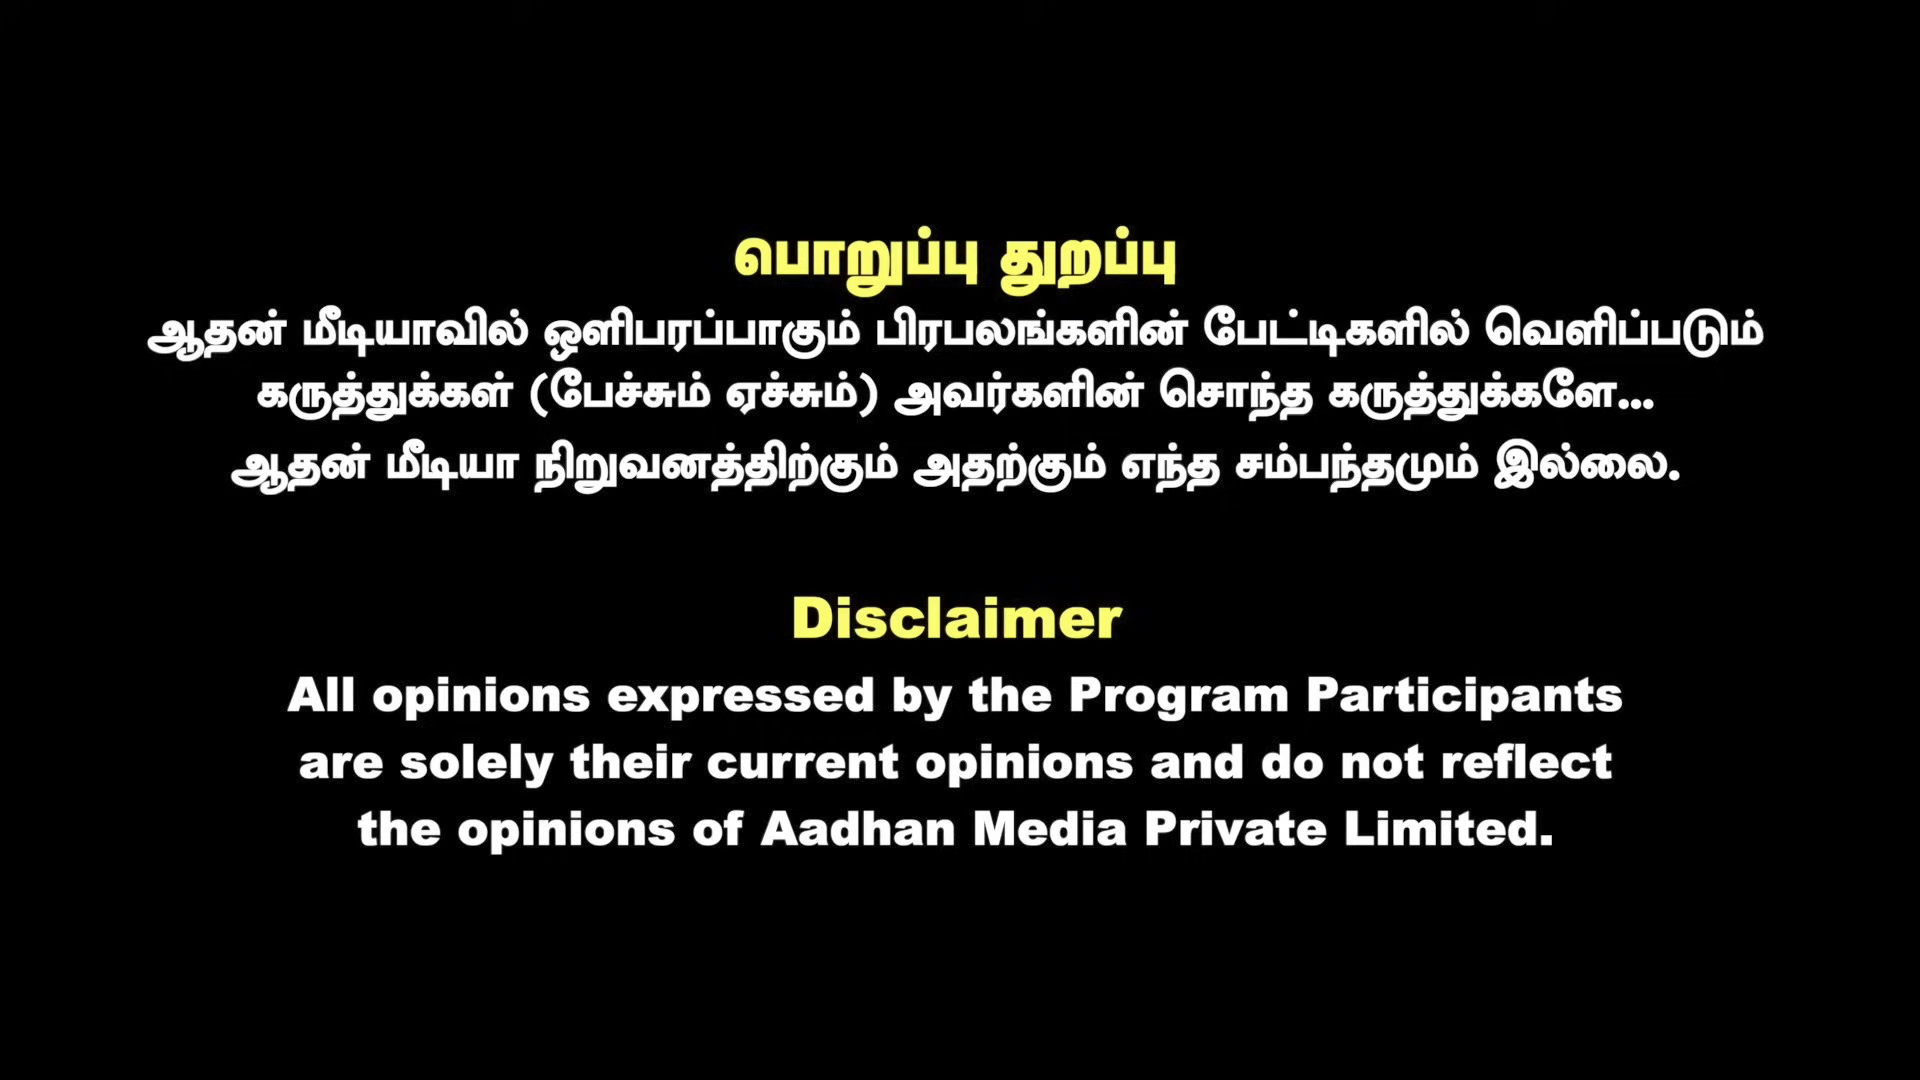 பொறுப்பு துறப்பு
ஆதன் மீடியாவில் ஒளிபரப்பாகும் பிரபலங்களின் பேட்டிகளில் வெளிப்படும்
கருத்துக்கள் (பேச்சும் ஏச்சும்) அவர்களின் சொந்த கருத்துக்களே...
ஆதன் மீடியா நிறுவனத்திற்கும் அதற்கும் எந்த சம்பந்தமும் இல்லை.
Disclaimer
All opinions expressed by the Program Participants
are solely their current opinions and do not reflect
the opinions of Aadhan Media Private Limited.